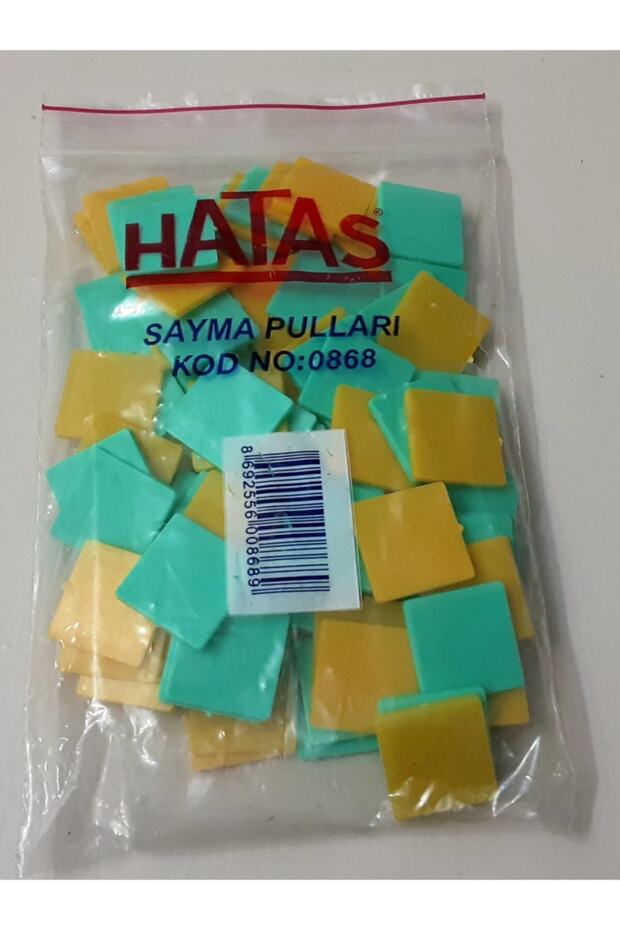 HATAS®
SAYMA PULLARI
KOD NO:0868
8692556008689